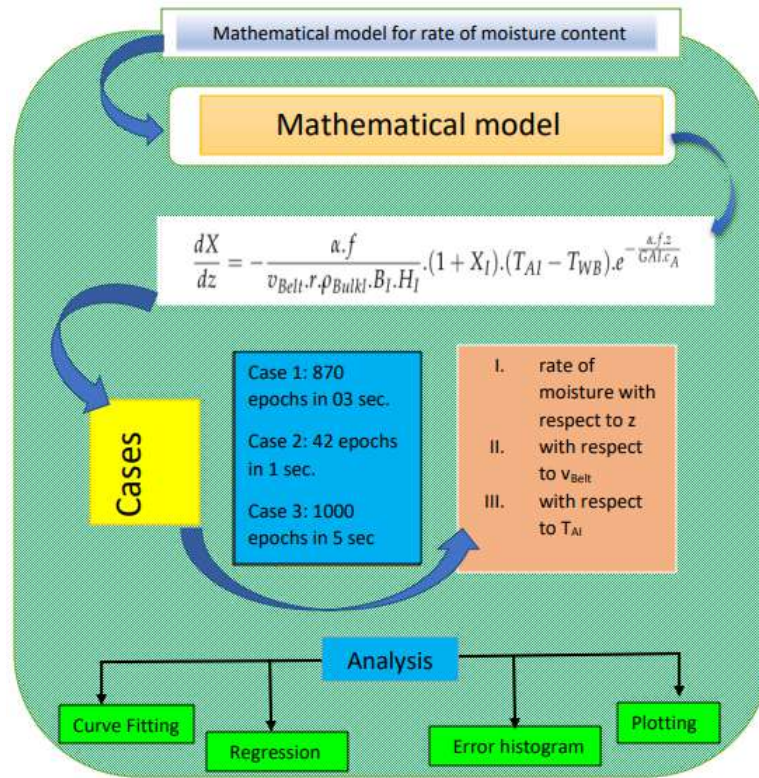 Mathematical model for rate of moisture content
Mathematical model
dX/dz = − α.f / (v_Belt.r.ρ_BulkI.B_I.H_I) .(1 + X_I).(T_AI − T_WB).e^(−α.f.z / GAI.c_A)
Cases
Case 1: 870
epochs in 03 sec.
Case 2: 42 epochs
in 1 sec.
Case 3: 1000
epochs in 5 sec
I. rate of
moisture with
respect to z
II. with respect
to v_Belt
III. with respect
to T_AI
Analysis
Curve Fitting
Regression
Error histogram
Plotting